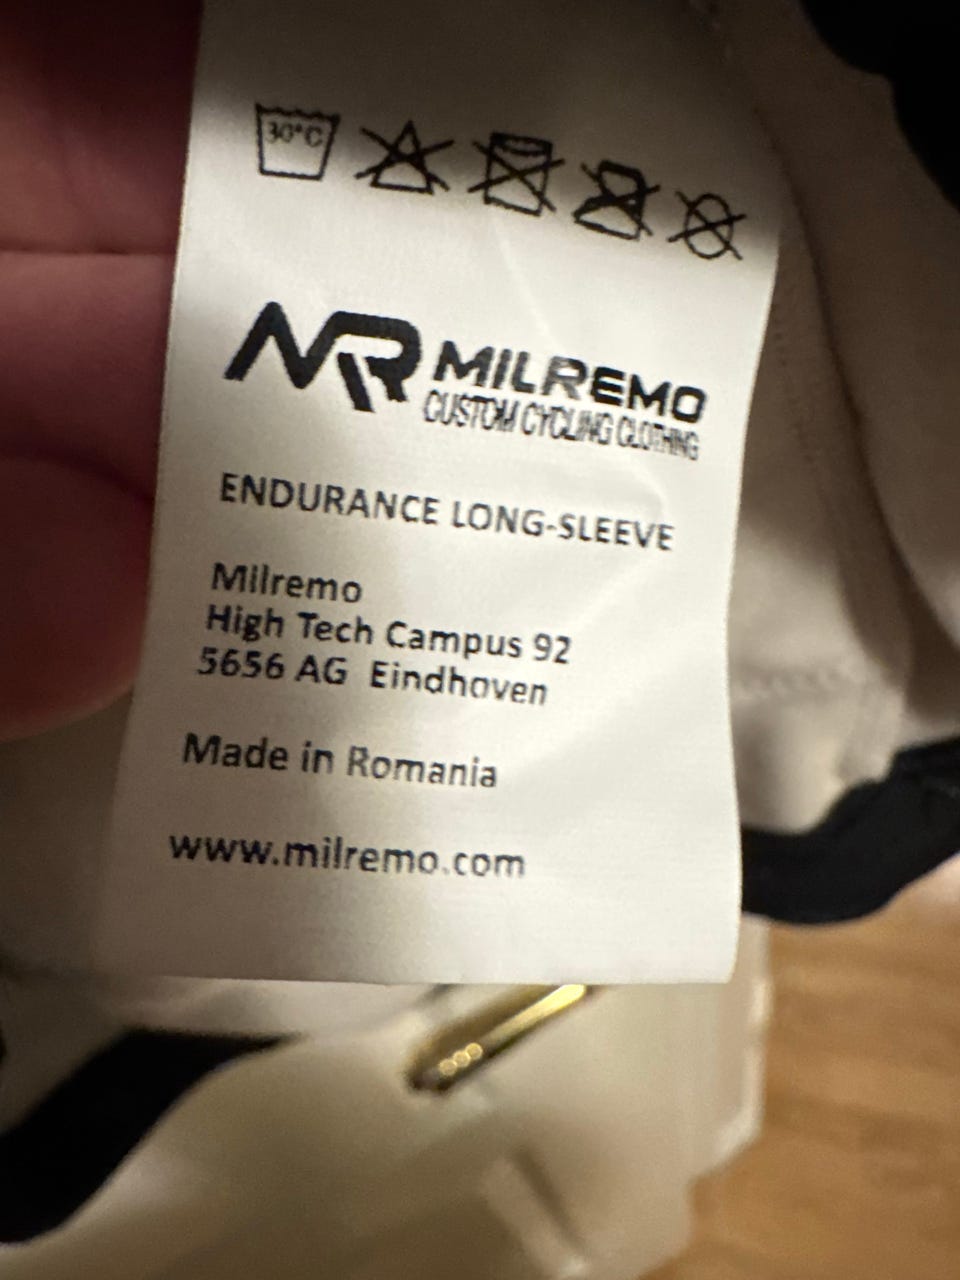 30°C
MR MILREMO
CUSTOM CYCLING CLOTHING
ENDURANCE LONG-SLEEVE
Milremo
High Tech Campus 92
5656 AG Eindhoven
Made in Romania
www.milremo.com